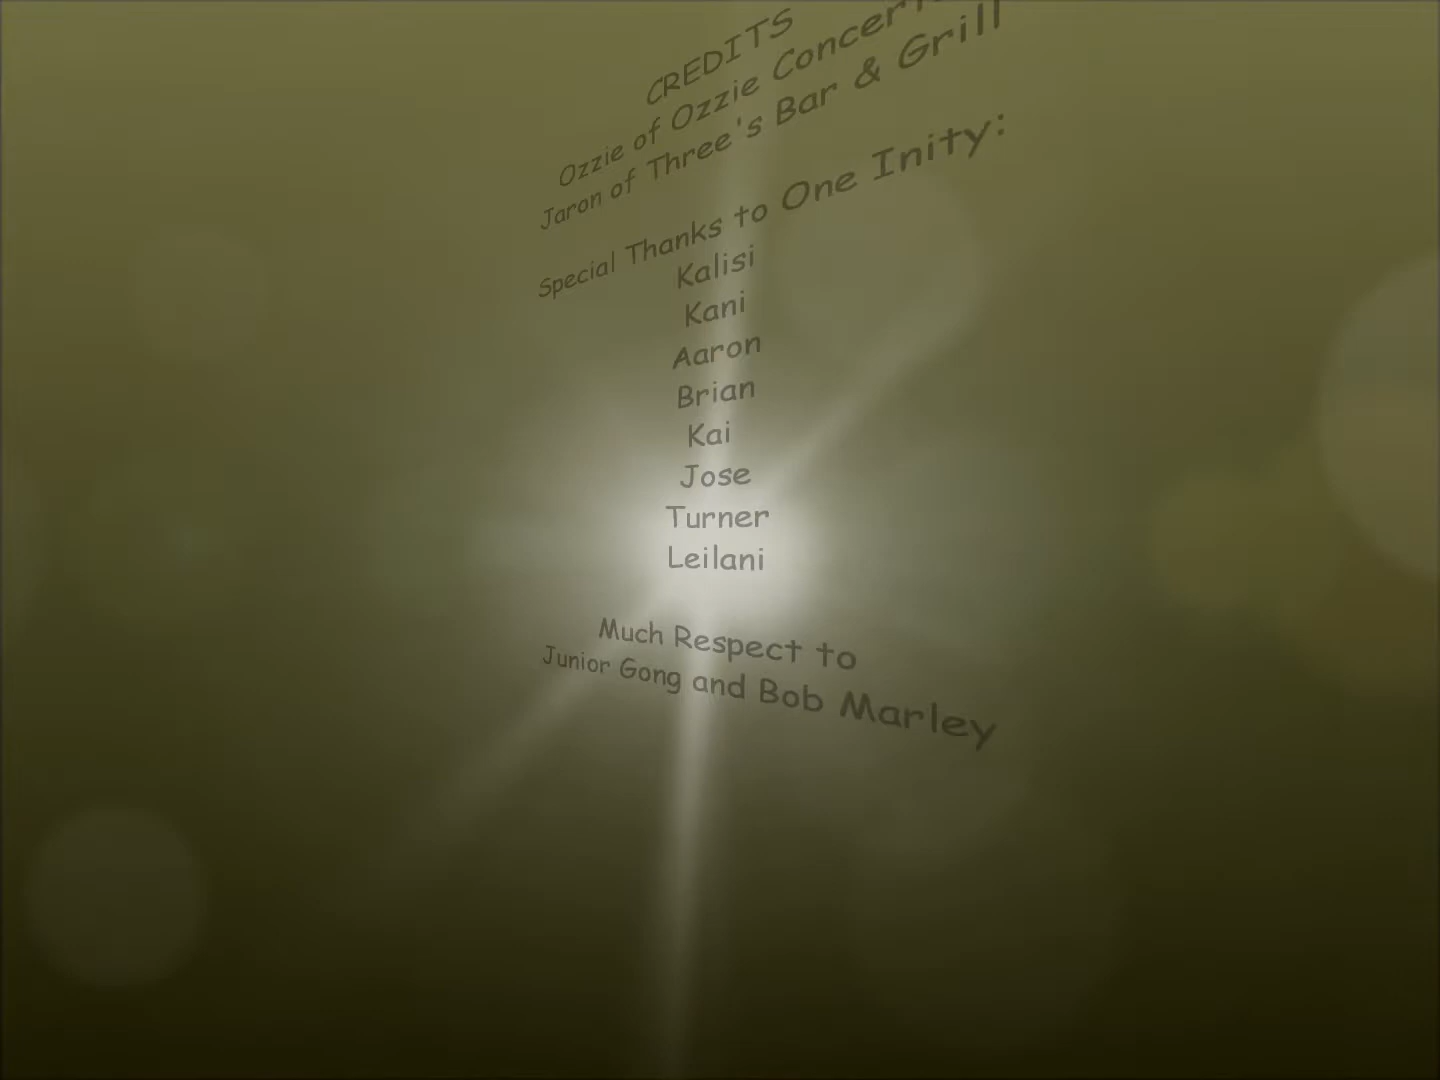 CREDITS
Ozzie of Ozzie
Jaron of Three's Bar & Grill
Special Thanks to One Inity:
Kalisi
Kani
Aaron
Brian
Kai
Jose
Turner
Leilani
Much Respect to
Junior Gong and Bob Marley